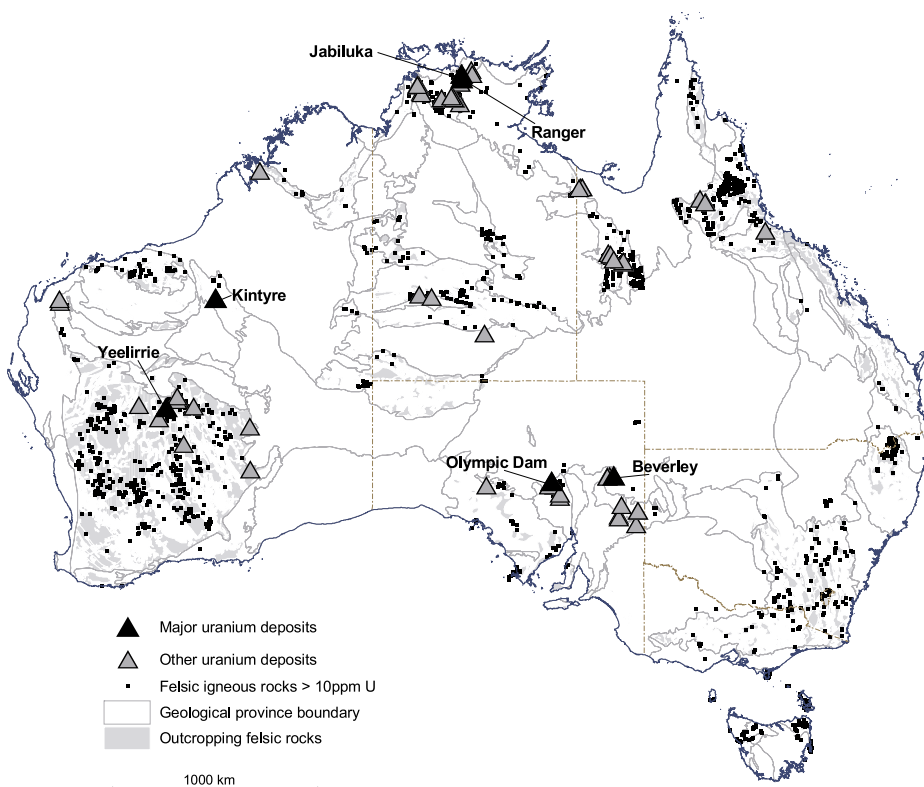 Jabiluka
Ranger
Kintyre
Yeelirrie
Olympic Dam
Beverley
Major uranium deposits
Other uranium deposits
Felsic igneous rocks > 10ppm U
Geological province boundary
Outcropping felsic rocks
1000 km